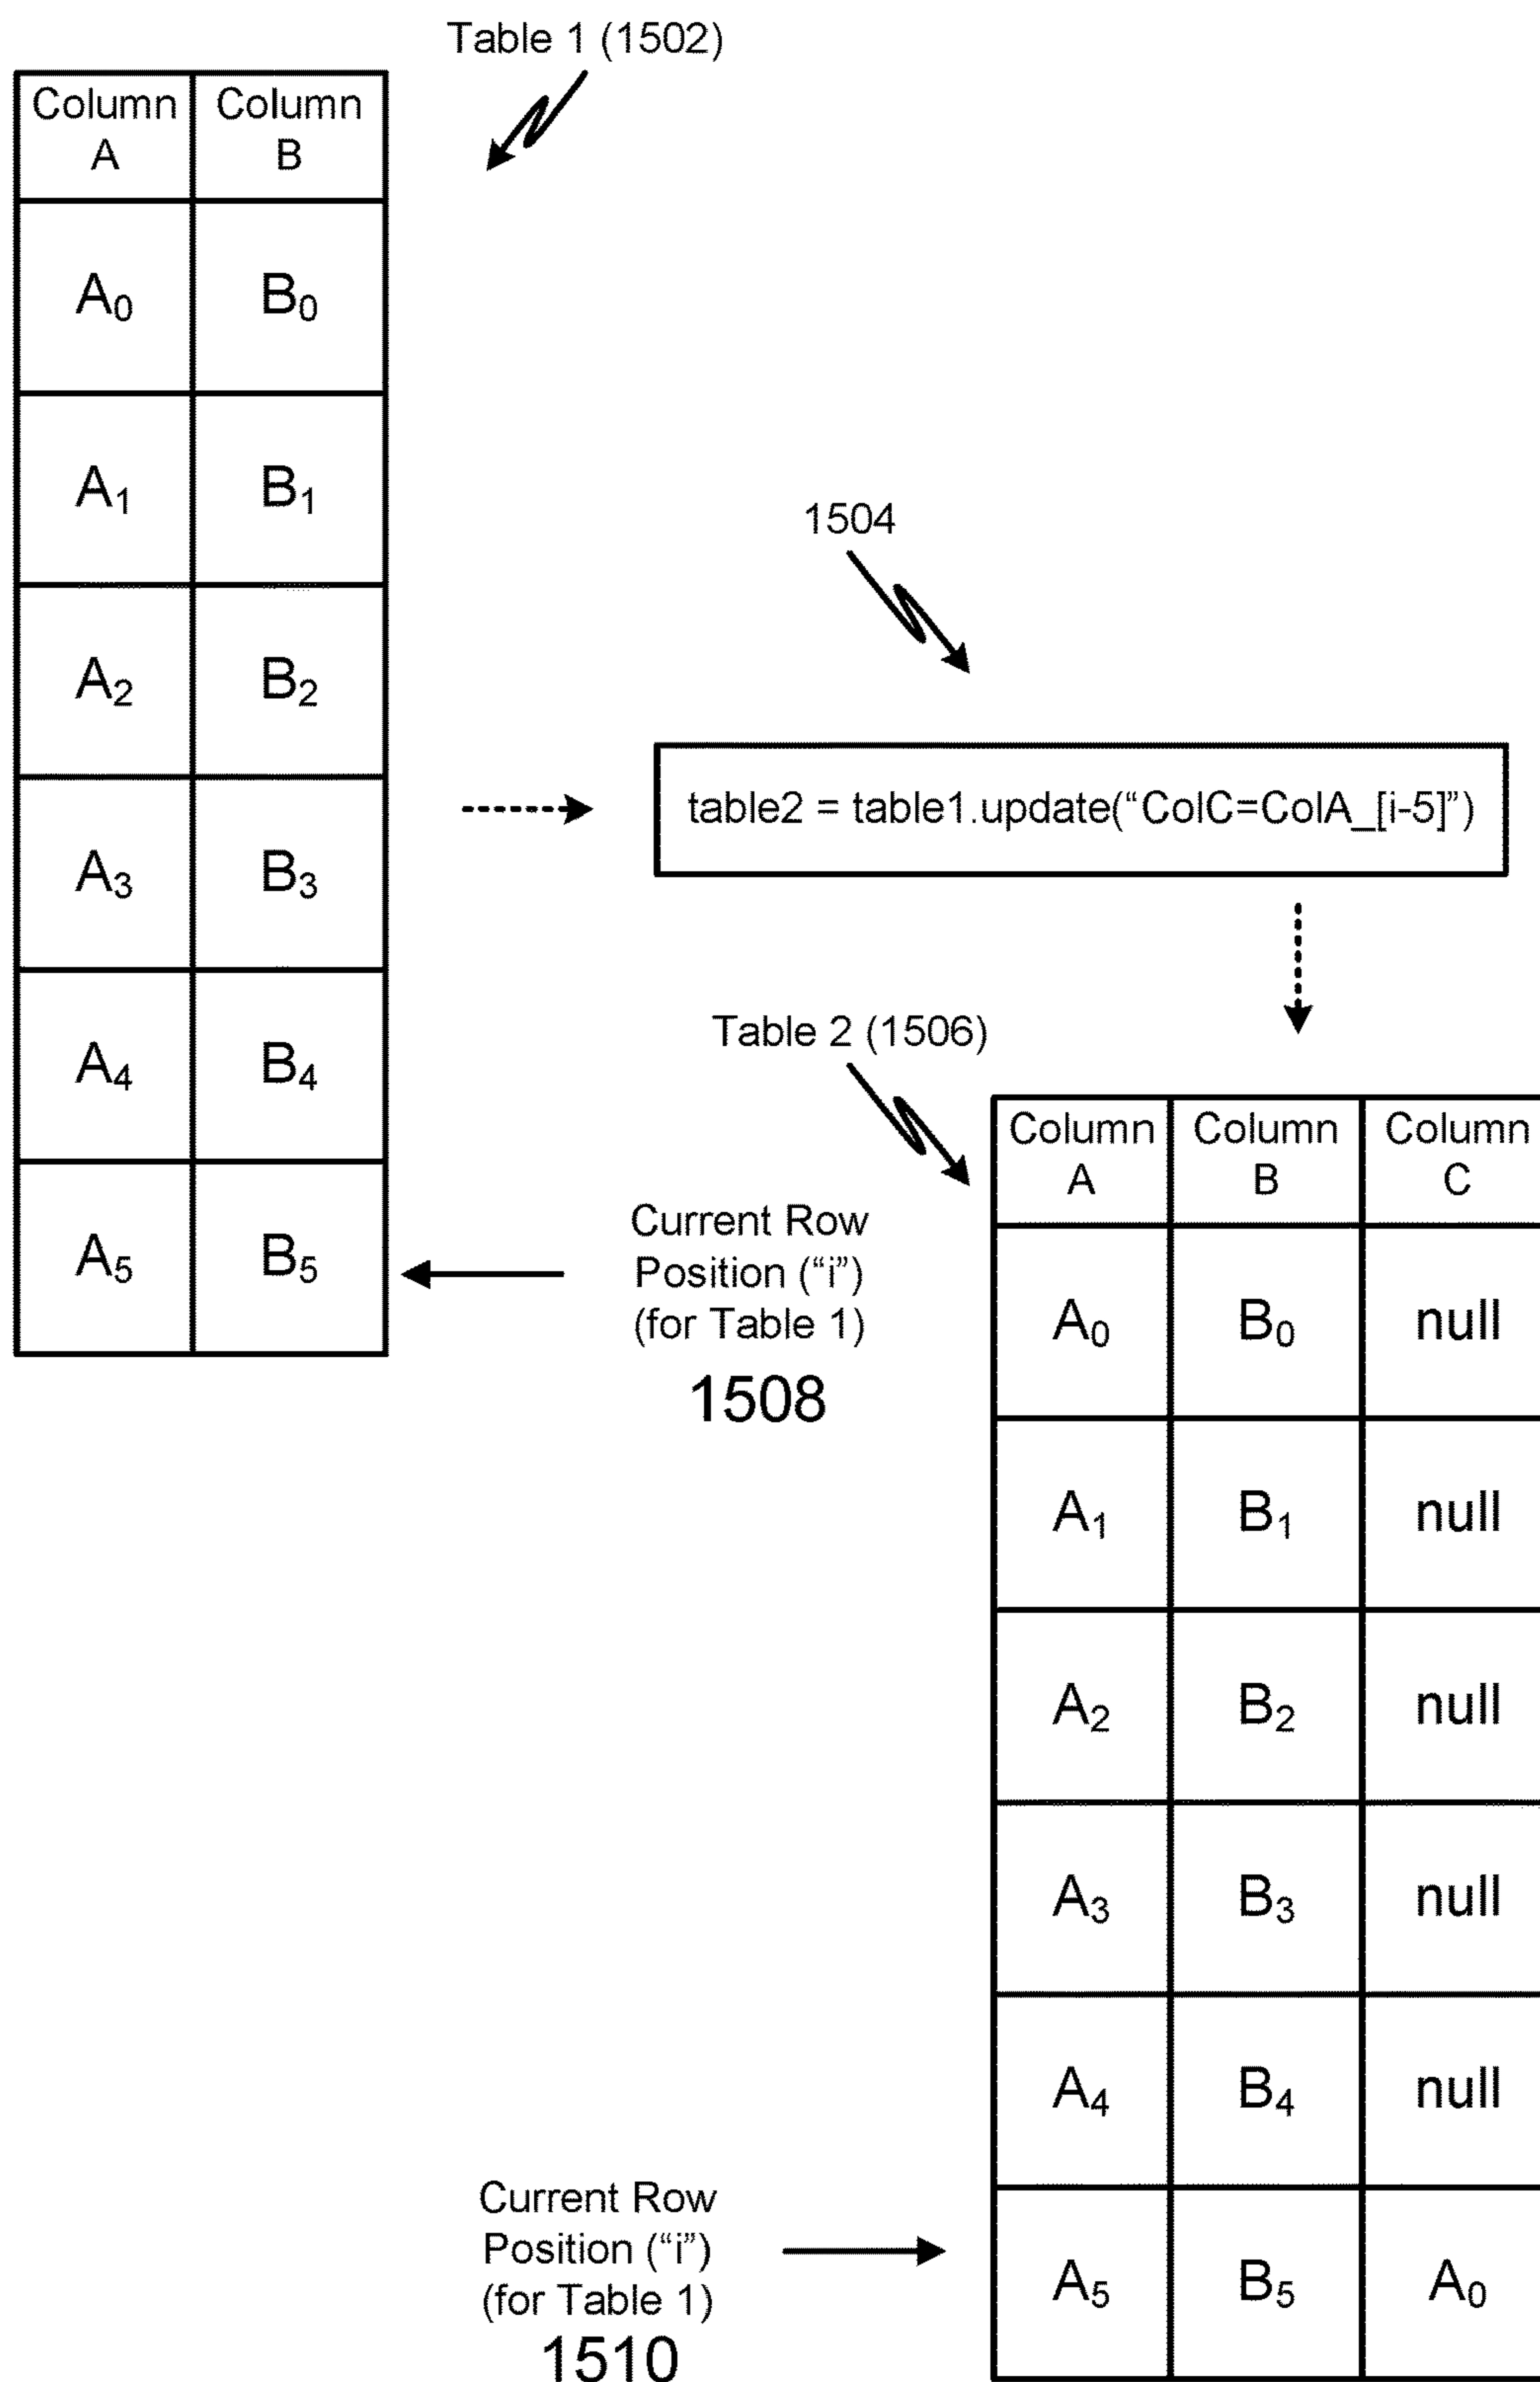 Table 1 (1502)
Column A Column B
A₀ B₀
A₁ B₁
A₂ B₂
A₃ B₃
A₄ B₄
A₅ B₅
1504
table2 = table1.update(“ColC=ColA_[i-5]”)
Current Row
Position (“i”)
(for Table 1)
1508
Table 2 (1506)
Column A Column B Column C
A₀ B₀ null
A₁ B₁ null
A₂ B₂ null
A₃ B₃ null
A₄ B₄ null
A₅ B₅ A₀
Current Row
Position (“i”)
(for Table 1)
1510